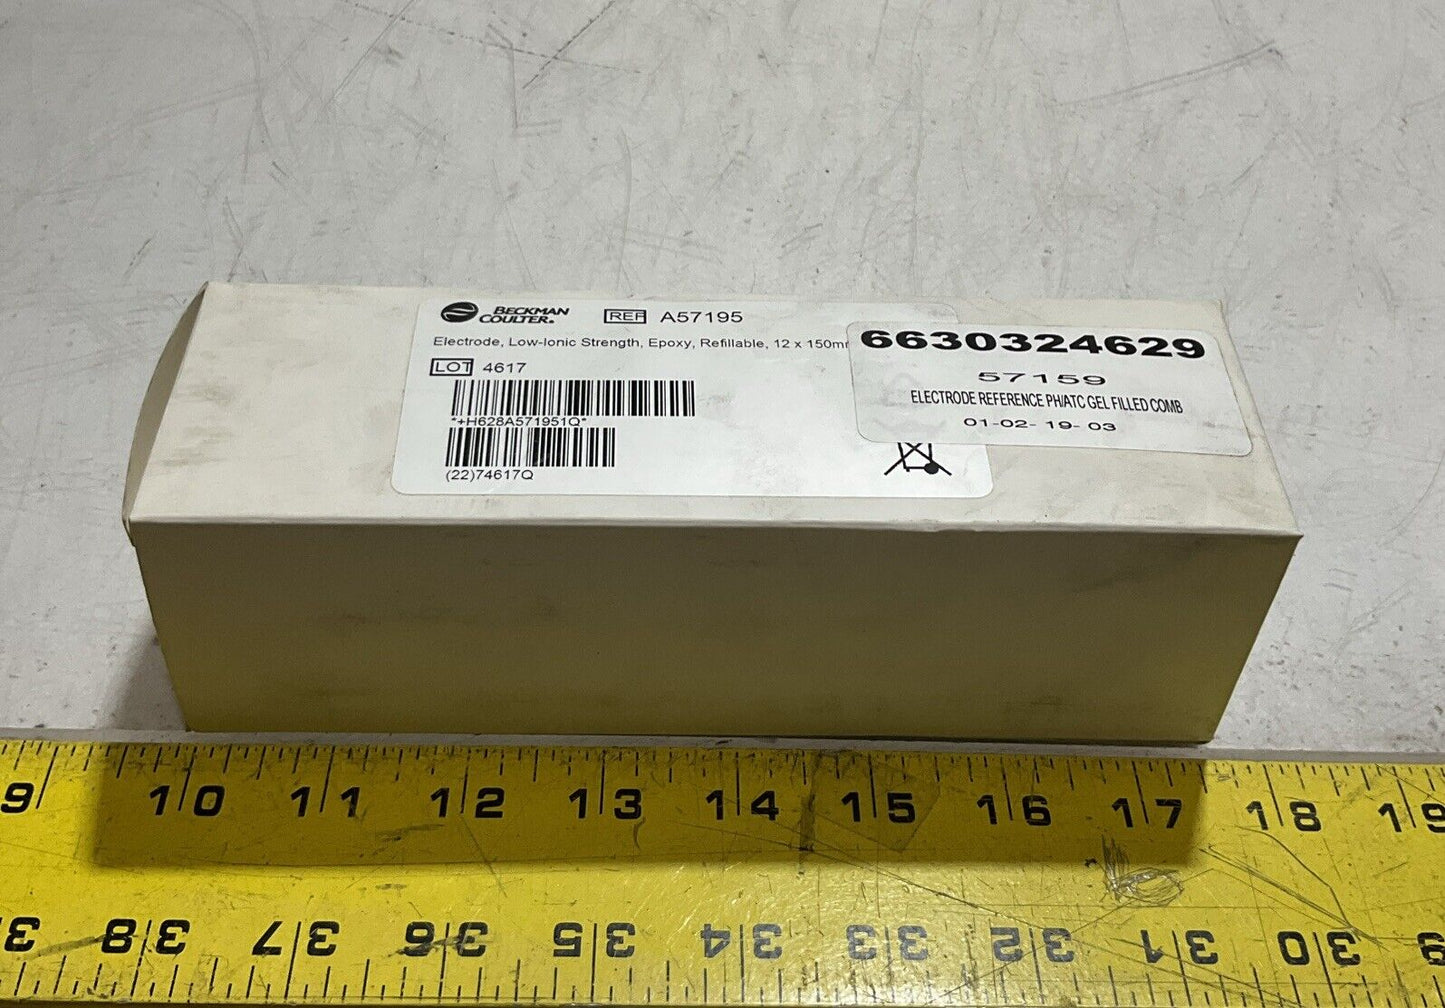 BECKMAN
COULTER®
REF A57195
Electrode, Low-Ionic Strength, Epoxy, Refillable, 12 x 150mm
LOT 4617
*+H628A571951Q*
(22)74617Q
6630324629
57159
ELECTRODE REFERENCE PH/ATC GEL FILLED COMB
01-02- 19- 03
9 10 11 12 13 14 15 16 17 18 19
38 37 36 35 34 33 32 31 30